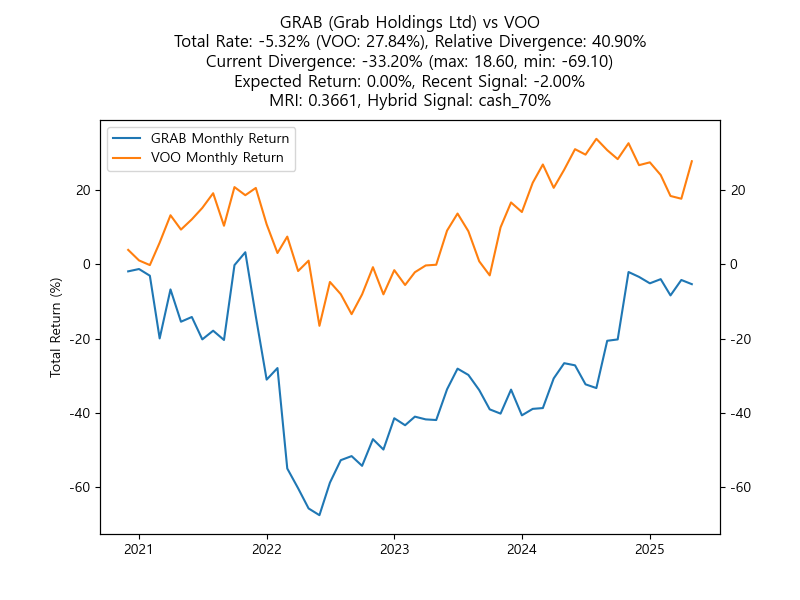 GRAB (Grab Holdings Ltd) vs VOO
Total Rate: -5.32% (VOO: 27.84%), Relative Divergence: 40.90%
Current Divergence: -33.20% (max: 18.60, min: -69.10)
Expected Return: 0.00%, Recent Signal: -2.00%
MRI: 0.3661, Hybrid Signal: cash_70%
GRAB Monthly Return
VOO Monthly Return
Total Return (%)
20
0
-20
-40
-60
20
0
-20
-40
-60
2021
2022
2023
2024
2025